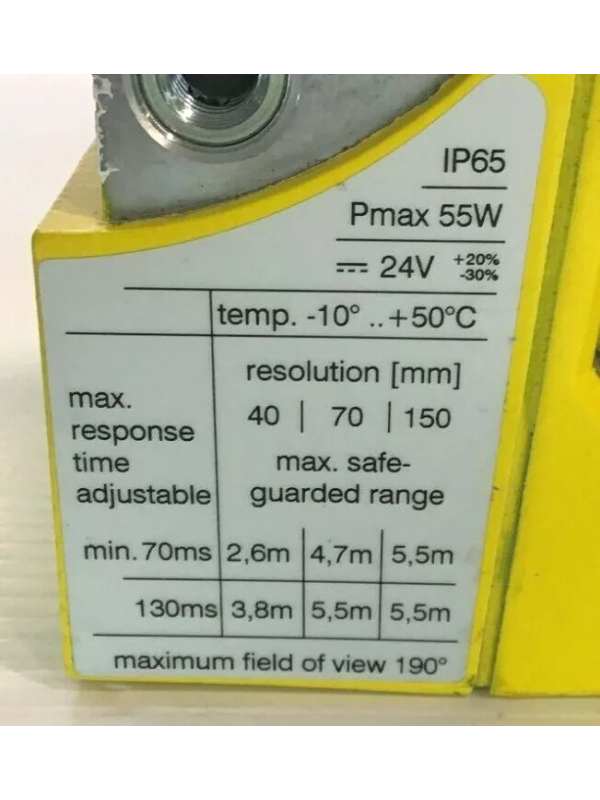 IP65
Pmax 55W
⎓ 24V +20% -30%
temp. -10° ..+50°C
max. response time adjustable
resolution [mm]
40 | 70 | 150
max. safe-
guarded range
min. 70ms 2,6m 4,7m 5,5m
130ms 3,8m 5,5m 5,5m
maximum field of view 190°